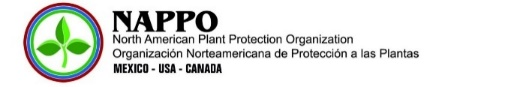 NAPPO
North American Plant Protection Organization
Organización Norteamericana de Protección a las Plantas
MEXICO - USA - CANADA